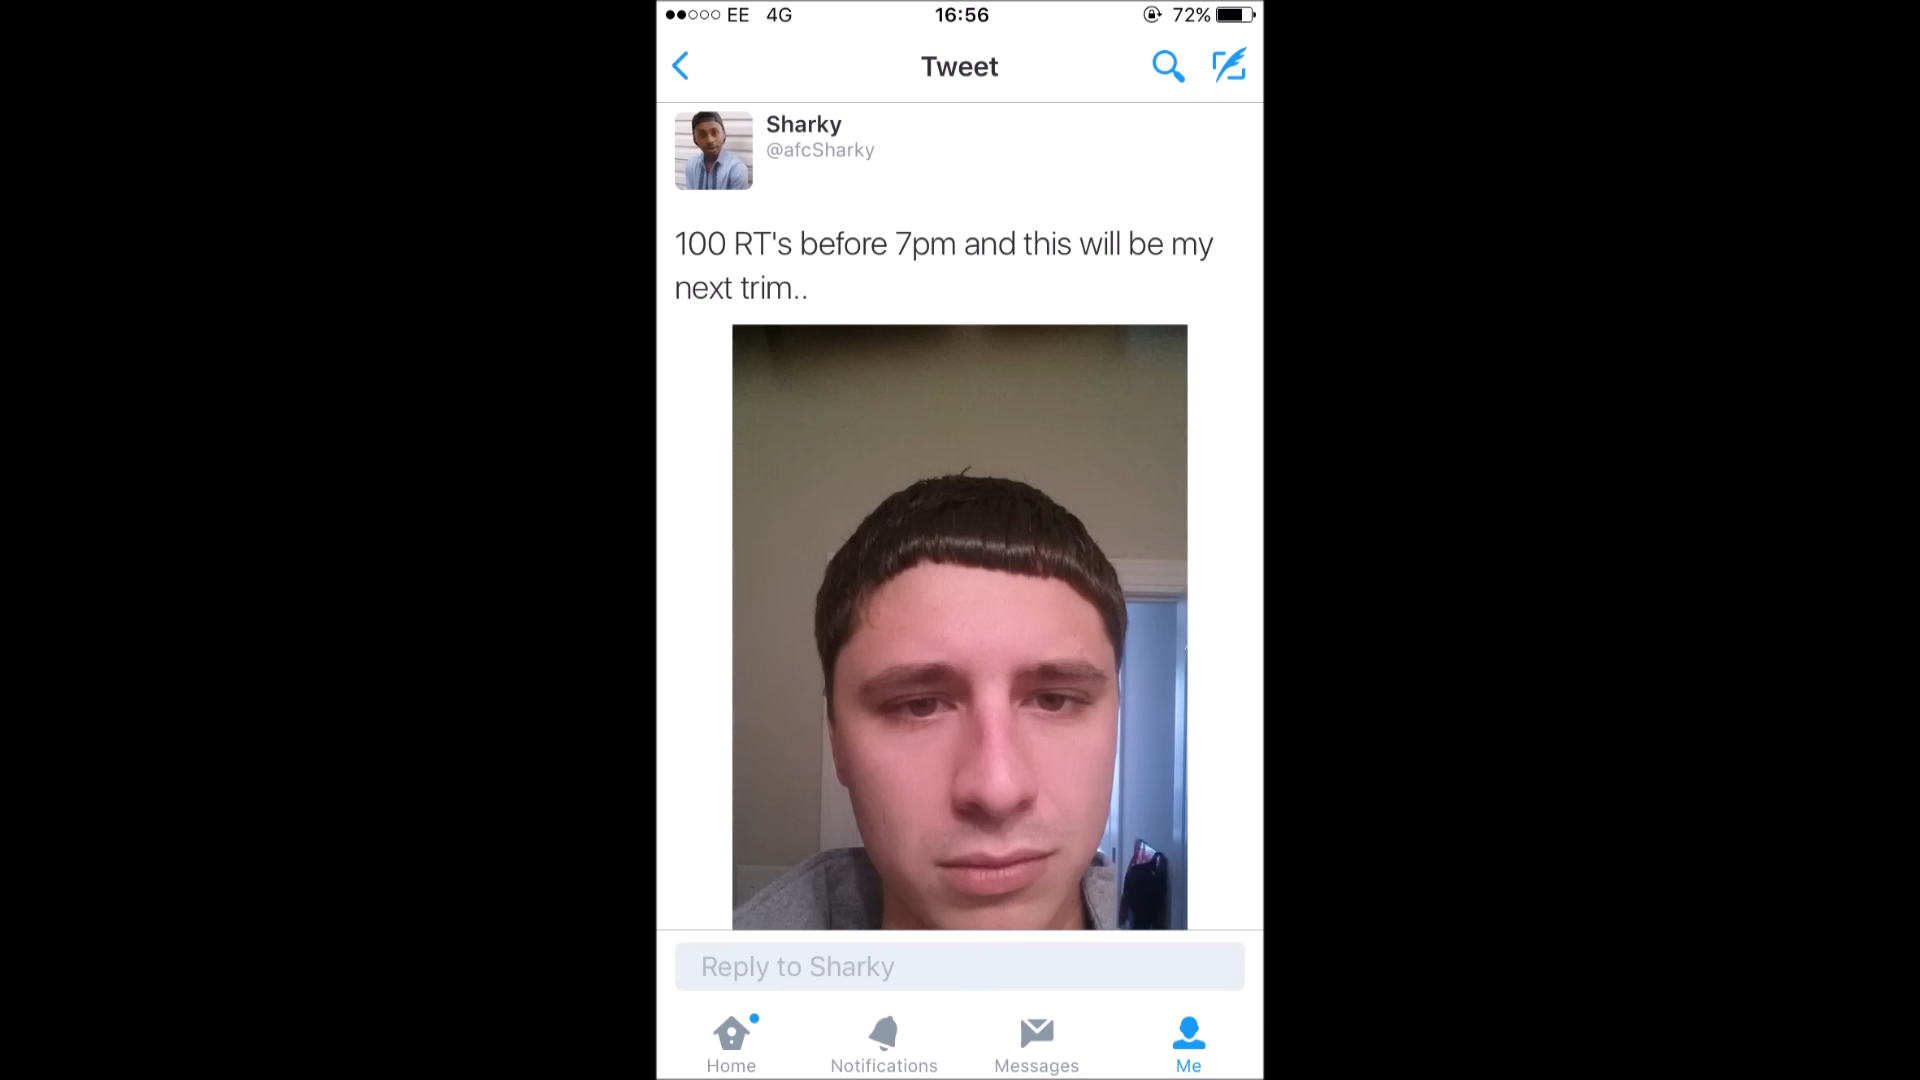 EE 4G 16:56 72%
Tweet
Sharky
@afcSharky
100 RT's before 7pm and this will be my
next trim..
Reply to Sharky
Home Notifications Messages Me